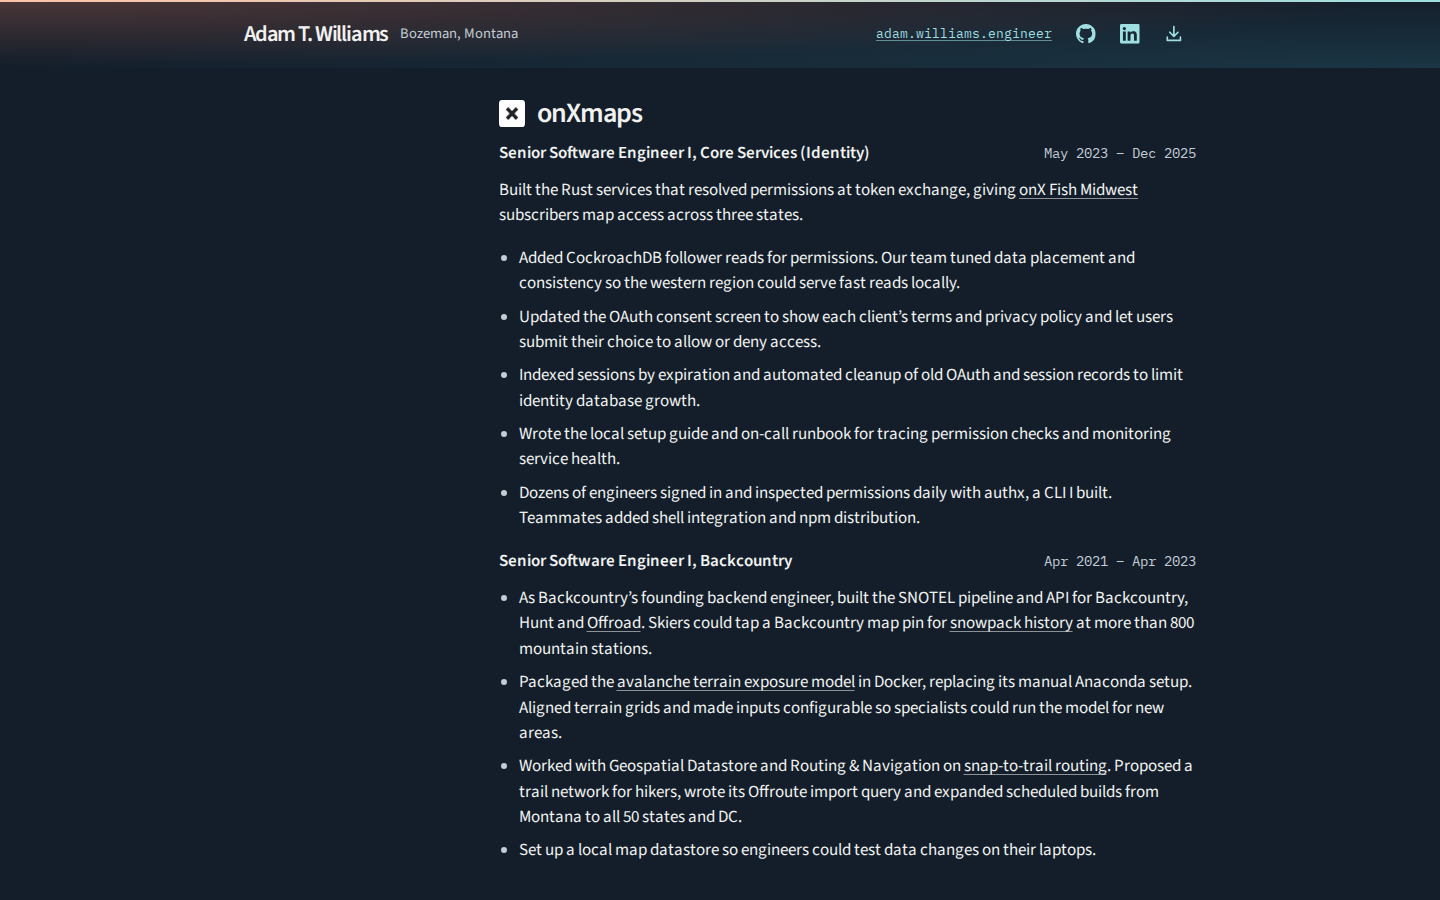 Adam T. Williams Bozeman, Montana adam.williams.engineer
onXmaps
Senior Software Engineer I, Core Services (Identity) May 2023 – Dec 2025
Built the Rust services that resolved permissions at token exchange, giving onX Fish Midwest
subscribers map access across three states.
Added CockroachDB follower reads for permissions. Our team tuned data placement and
consistency so the western region could serve fast reads locally.
Updated the OAuth consent screen to show each client’s terms and privacy policy and let users
submit their choice to allow or deny access.
Indexed sessions by expiration and automated cleanup of old OAuth and session records to limit
identity database growth.
Wrote the local setup guide and on-call runbook for tracing permission checks and monitoring
service health.
Dozens of engineers signed in and inspected permissions daily with authx, a CLI I built.
Teammates added shell integration and npm distribution.
Senior Software Engineer I, Backcountry Apr 2021 – Apr 2023
As Backcountry’s founding backend engineer, built the SNOTEL pipeline and API for Backcountry,
Hunt and Offroad. Skiers could tap a Backcountry map pin for snowpack history at more than 800
mountain stations.
Packaged the avalanche terrain exposure model in Docker, replacing its manual Anaconda setup.
Aligned terrain grids and made inputs configurable so specialists could run the model for new
areas.
Worked with Geospatial Datastore and Routing & Navigation on snap-to-trail routing. Proposed a
trail network for hikers, wrote its Offroute import query and expanded scheduled builds from
Montana to all 50 states and DC.
Set up a local map datastore so engineers could test data changes on their laptops.